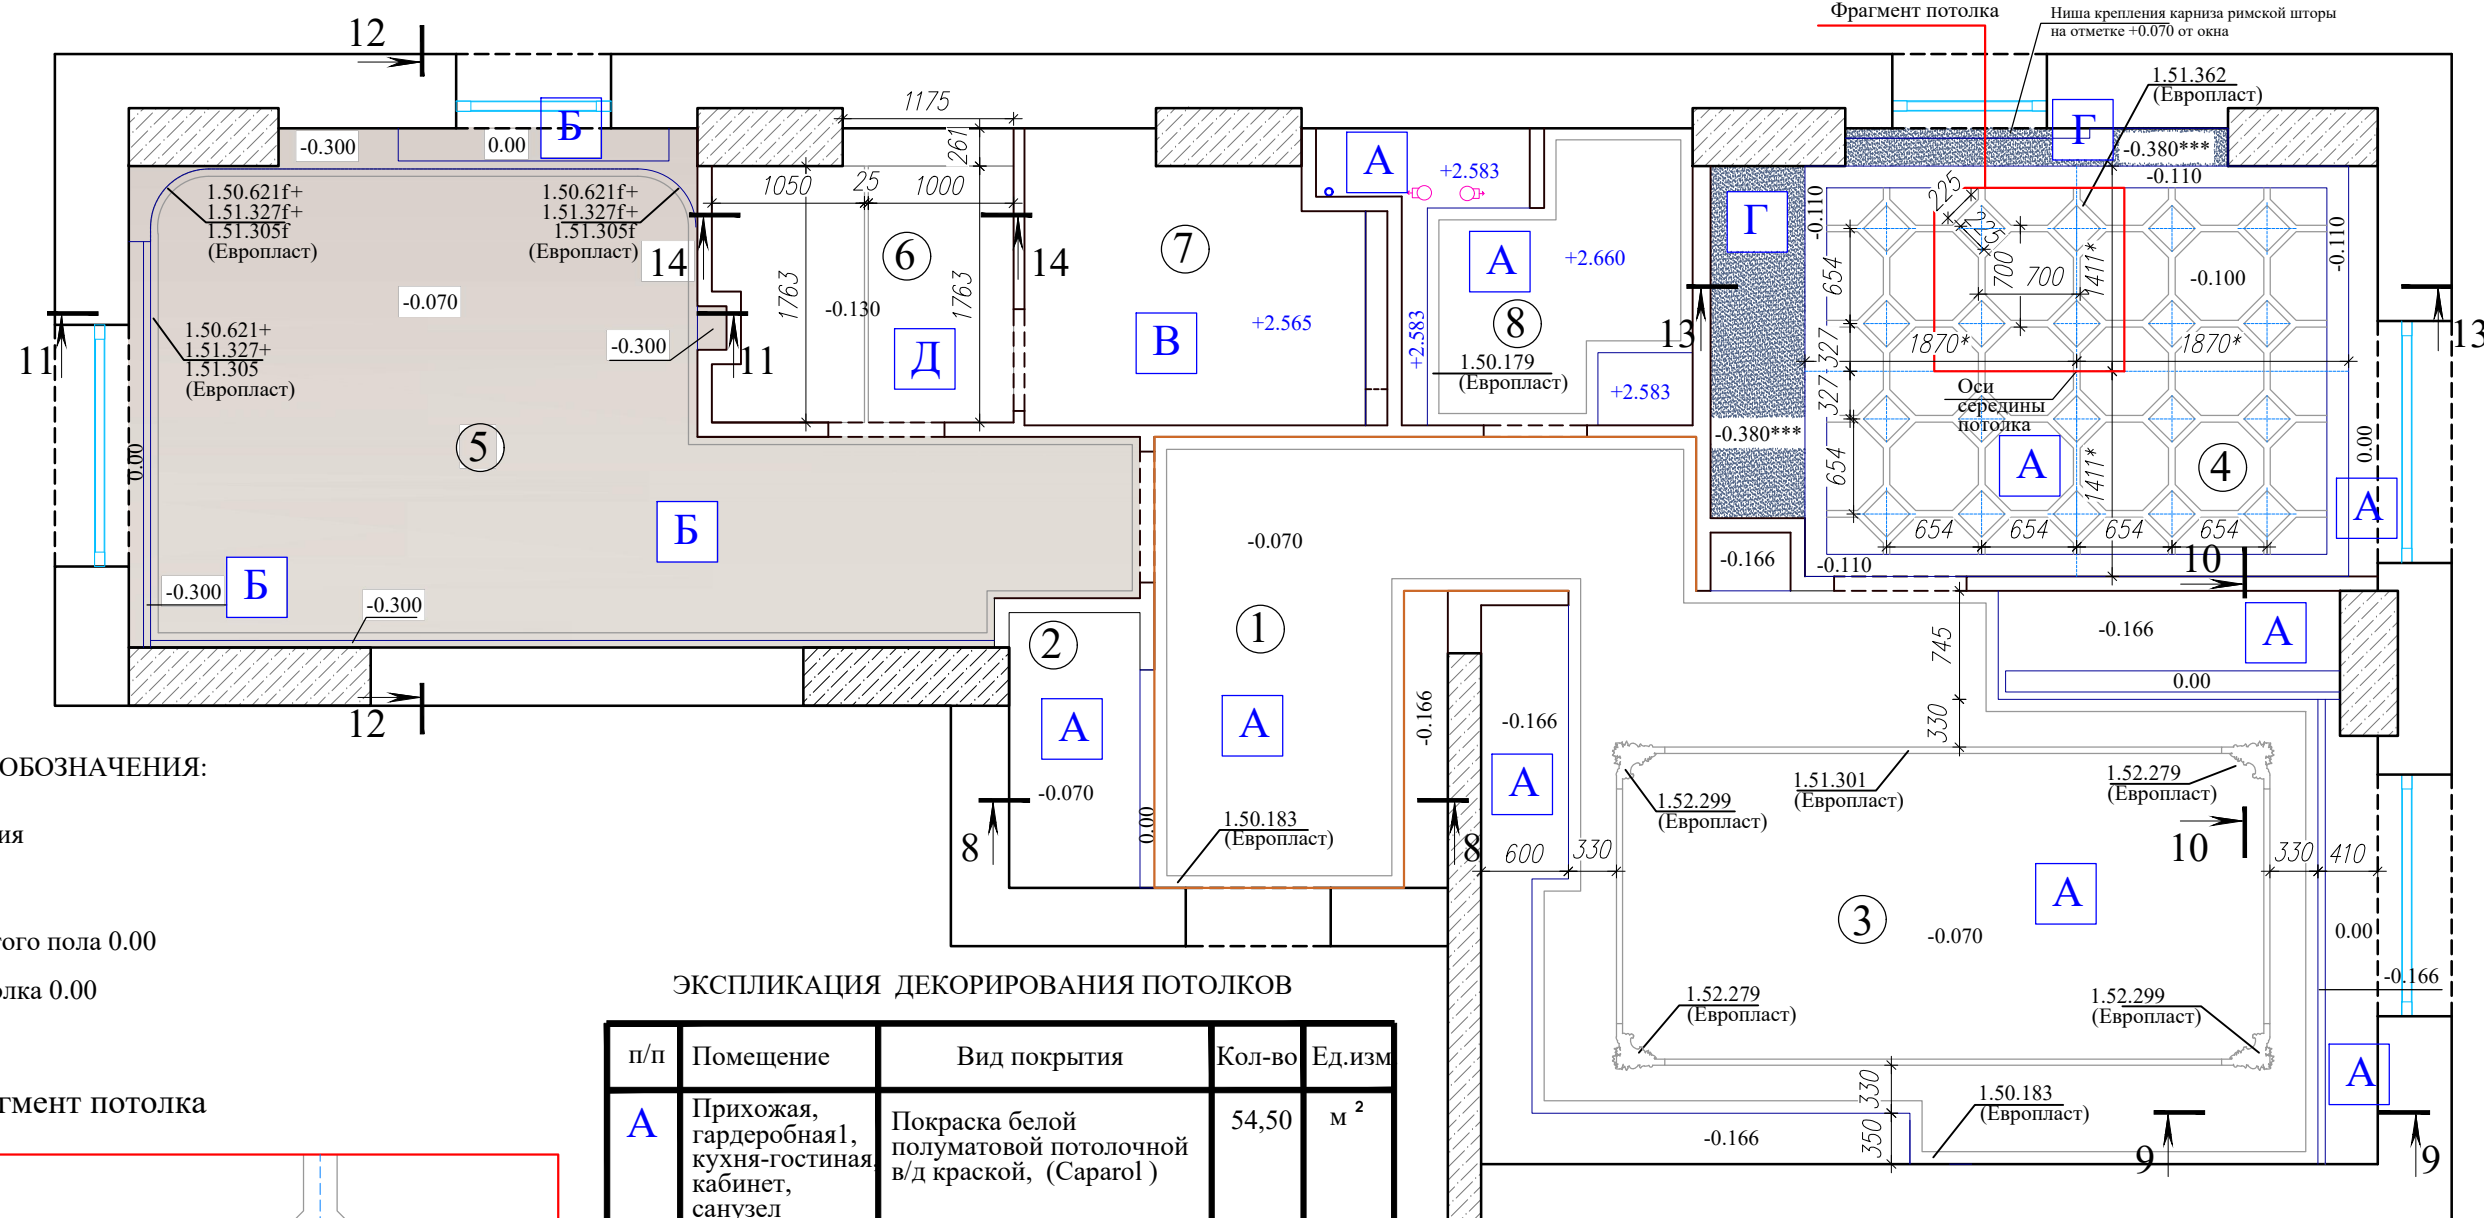 Фрагмент потолка
Ниша крепления карниза римской шторы
на отметке +0.070 от окна
12
1175
261
1.51.362
(Европласт)
Б
-0.300
0.00
А
+2.583
Г
-0.380***
-0.110
1.50.621f+
1.51.327f+
1.51.305f
(Европласт)
1.50.621f+
1.51.327f+
1.51.305f
(Европласт)
1050
25
1000
14
14
6
7
В
+2.565
1763
1763
-0.130
Д
А
+2.660
8
+2.583
1.50.179
(Европласт)
+2.583
Г
-0.110
225
225
700
700
1411*
-0.100
-0.110
654
327
327
654
1870*
1870*
Оси
середины
потолка
1411*
А
4
13
13
-0.380***
0.00
А
654
654
654
654
-0.110
-0.166
10
-0.070
-0.300
11
11
1.50.621+
1.51.327+
1.51.305
(Европласт)
5
0.00
Б
-0.300
Б
-0.300
12
2
А
-0.070
0.00
8
8
-0.070
1
А
1.50.183
(Европласт)
-0.166
-0.166
А
745
330
-0.166
А
0.00
1.52.299
(Европласт)
1.51.301
(Европласт)
1.52.279
(Европласт)
10
600
330
330
410
3
А
-0.070
0.00
-0.166
1.52.279
(Европласт)
1.52.299
(Европласт)
А
330
350
1.50.183
(Европласт)
-0.166
9
9
ОБОЗНАЧЕНИЯ:
ия
того пола 0.00
олка 0.00
гмент потолка
ЭКСПЛИКАЦИЯ ДЕКОРИРОВАНИЯ ПОТОЛКОВ
п/п Помещение Вид покрытия Кол-во Ед.изм
А
Прихожая,
гардеробная1,
кухня-гостиная,
кабинет,
санузел
Покраска белой
полуматовой потолочной
в/д краской, (Caparol )
54,50
м ²